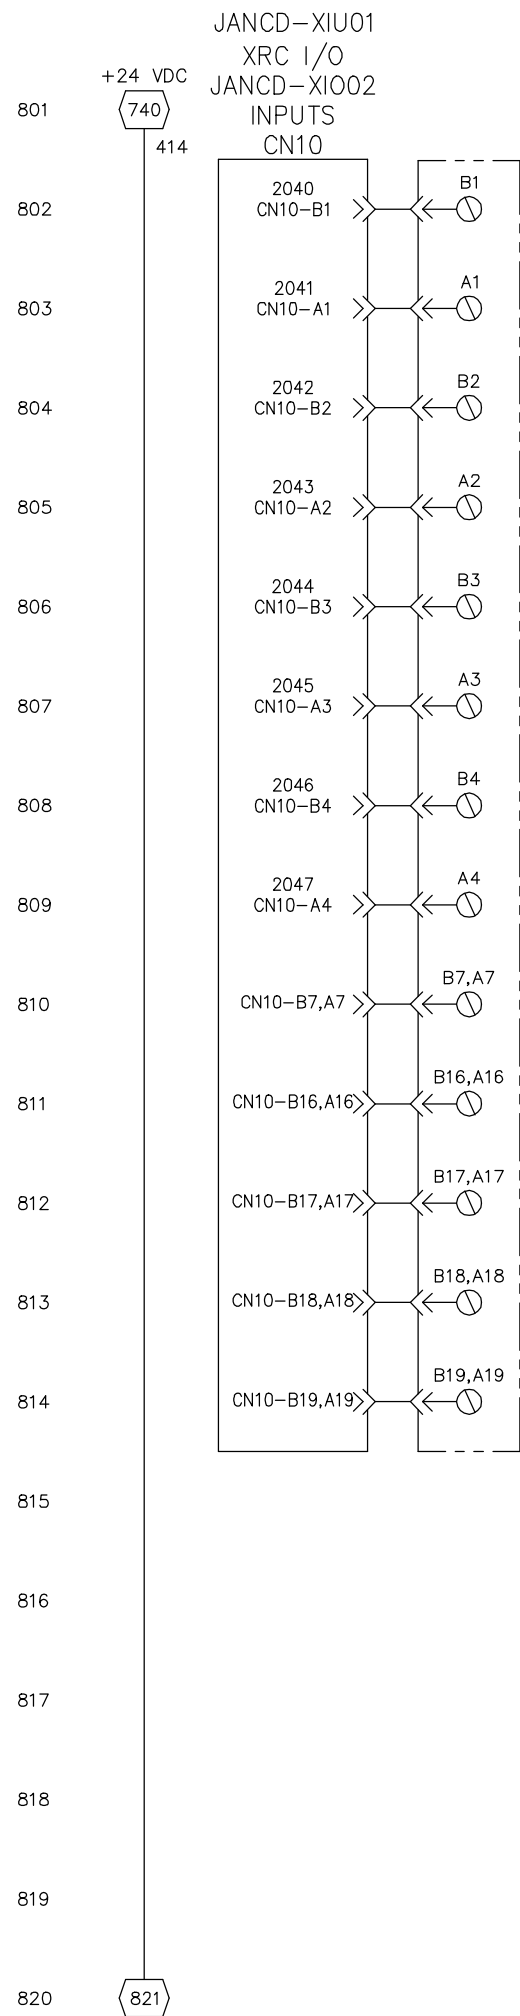 JANCD-XIU01
XRC I/O
+24 VDC
JANCD-XIO02
801
740
INPUTS
414
CN10
802
2040
CN10-B1
B1
803
2041
CN10-A1
A1
804
2042
CN10-B2
B2
805
2043
CN10-A2
A2
806
2044
CN10-B3
B3
807
2045
CN10-A3
A3
808
2046
CN10-B4
B4
809
2047
CN10-A4
A4
810
CN10-B7,A7
B7,A7
811
CN10-B16,A16
B16,A16
812
CN10-B17,A17
B17,A17
813
CN10-B18,A18
B18,A18
814
CN10-B19,A19
B19,A19
815
816
817
818
819
820
821